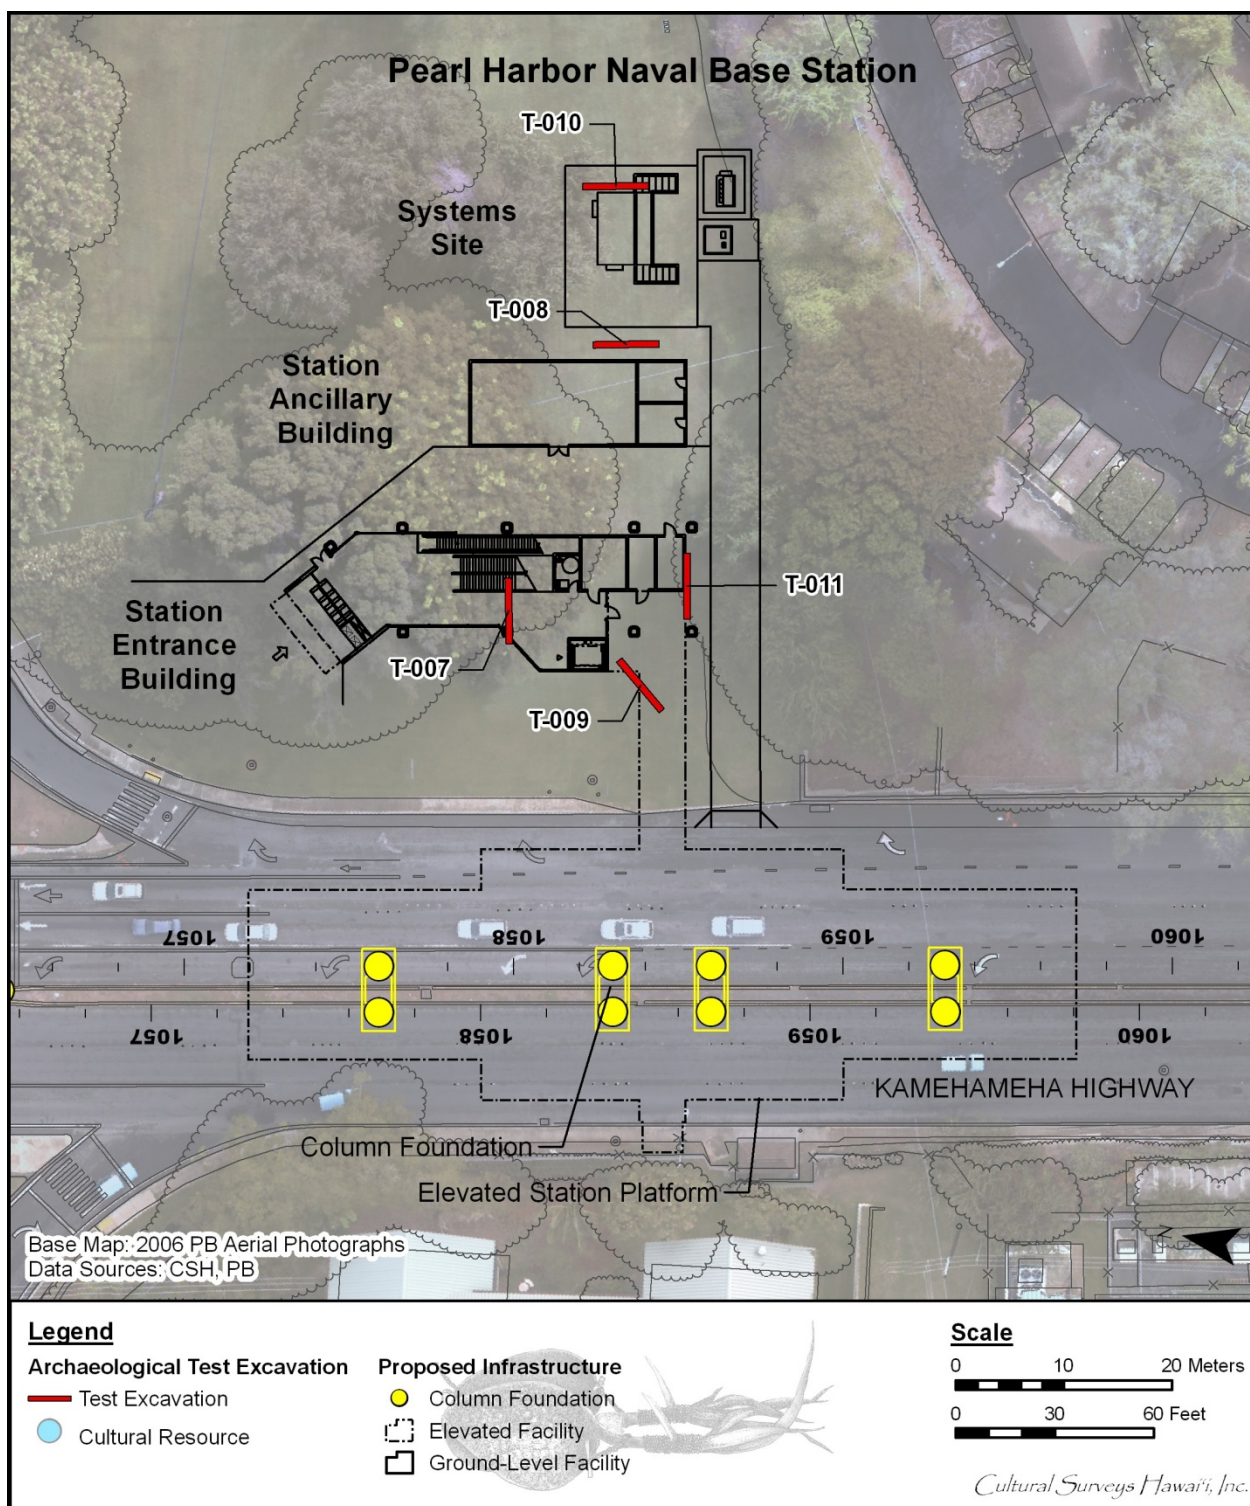 Pearl Harbor Naval Base Station
T-010
Systems
Site
T-008
Station
Ancillary
Building
T-011
Station
Entrance
Building
T-007
T-009
1057
1058
1059
1060
1057
1058
1059
1060
KAMEHAMEHA HIGHWAY
Column Foundation
Elevated Station Platform
N
Base Map: 2006 PB Aerial Photographs
Data Sources: CSH, PB
Legend
Archaeological Test Excavation
Test Excavation
Cultural Resource
Proposed Infrastructure
Column Foundation
Elevated Facility
Ground-Level Facility
Scale
0 10 20 Meters
0 30 60 Feet
Cultural Surveys Hawai'i, Inc.